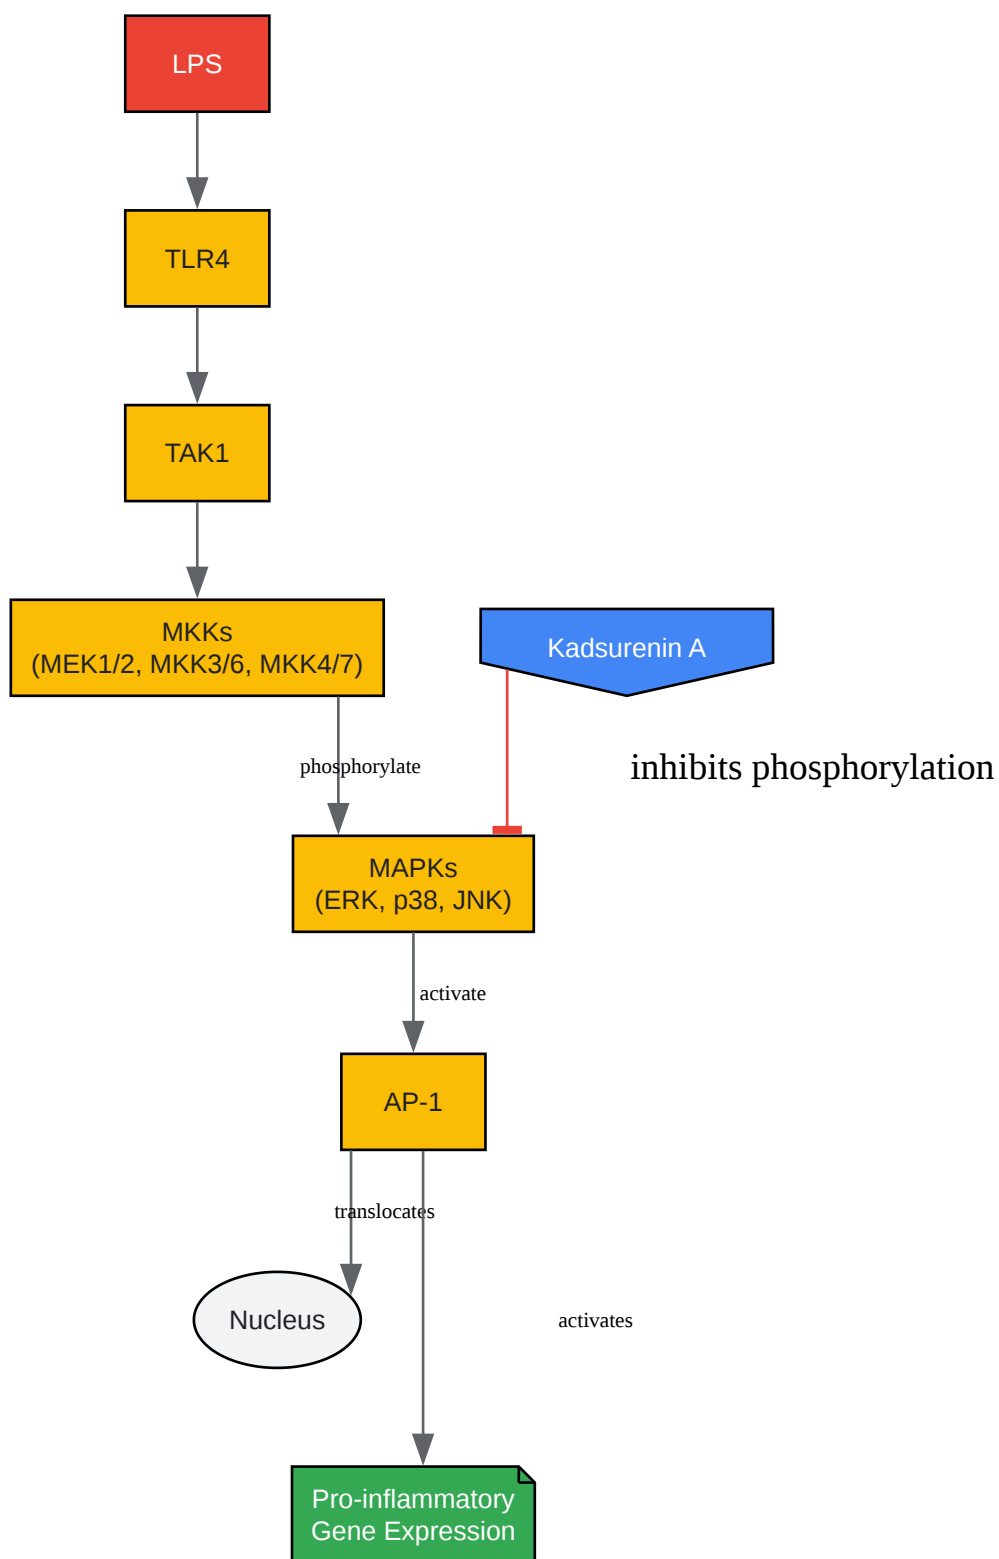 LPS
TLR4
TAK1
MKKs
(MEK1/2, MKK3/6, MKK4/7)
Kadsurenin A
phosphorylate
inhibits phosphorylation
MAPKs
(ERK, p38, JNK)
activate
AP-1
translocates
Nucleus
activates
Pro-inflammatory
Gene Expression